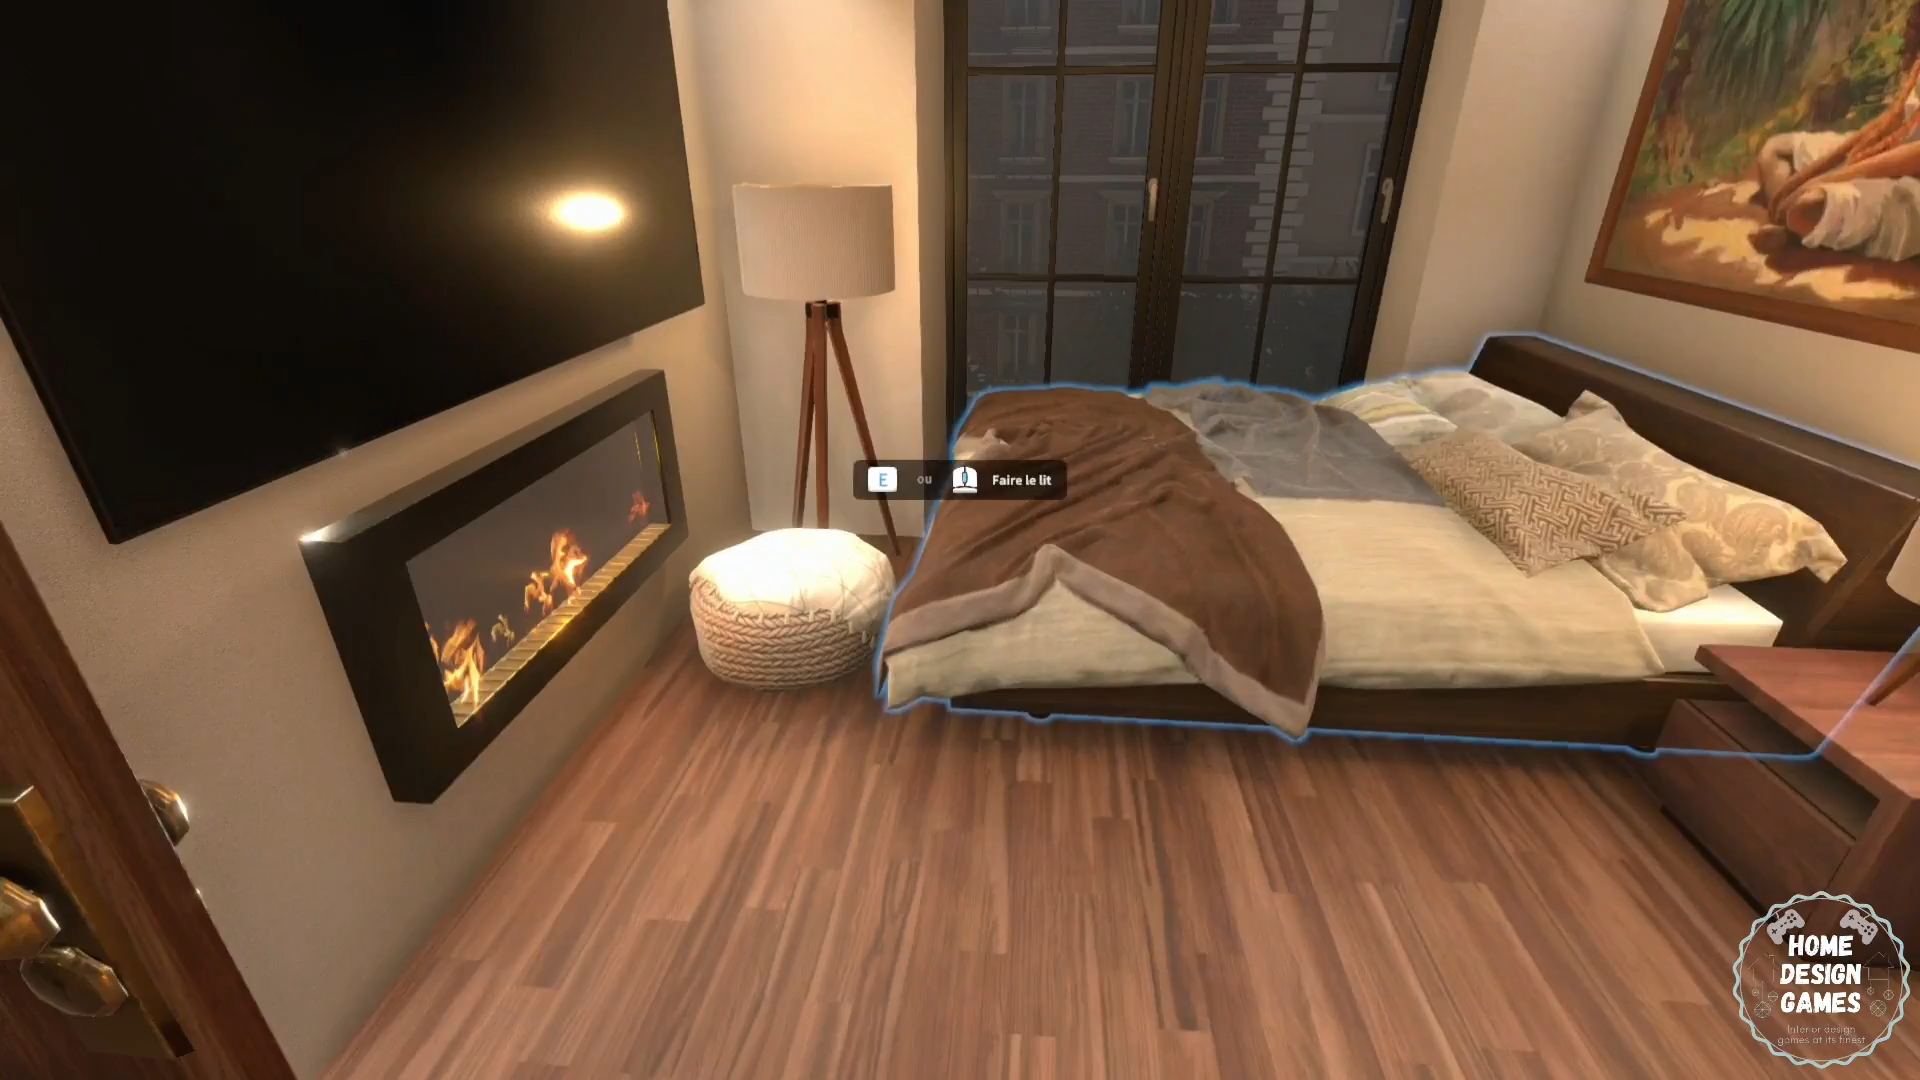 E ou Faire le lit
HOME
DESIGN
GAMES
Interior design
games at its finest